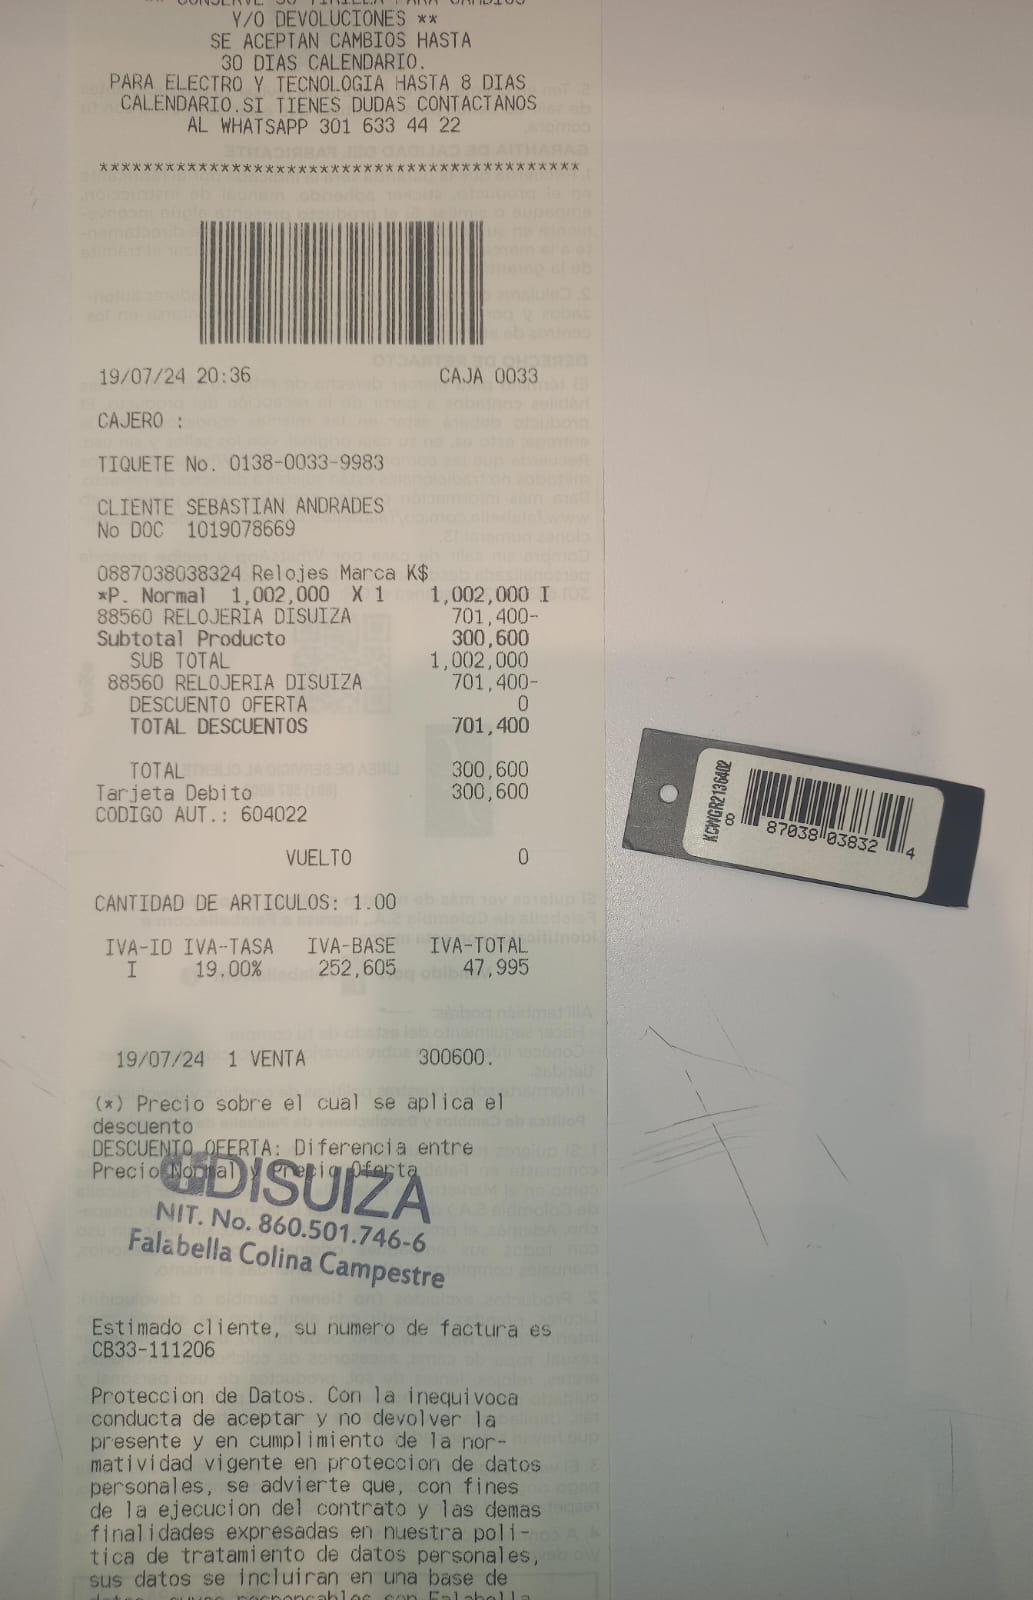 ** CONSERVE SU TIRILLA PARA CAMBIOS
Y/O DEVOLUCIONES **
SE ACEPTAN CAMBIOS HASTA
30 DIAS CALENDARIO.
PARA ELECTRO Y TECNOLOGIA HASTA 8 DIAS
CALENDARIO.SI TIENES DUDAS CONTACTANOS
AL WHATSAPP 301 633 44 22
********************************************
19/07/24 20:36 CAJA 0033
CAJERO :
TIQUETE No. 0138-0033-9983
CLIENTE SEBASTIAN ANDRADES
No DOC 1019078669
0887038038324 Relojes Marca K$
*P. Normal 1,002,000 X 1 1,002,000 I
88560 RELOJERIA DISUIZA 701,400-
Subtotal Producto 300,600
SUB TOTAL 1,002,000
88560 RELOJERIA DISUIZA 701,400-
DESCUENTO OFERTA 0
TOTAL DESCUENTOS 701,400
TOTAL 300,600
Tarjeta Debito 300,600
CODIGO AUT.: 604022
VUELTO 0
CANTIDAD DE ARTICULOS: 1.00
IVA-ID IVA-TASA IVA-BASE IVA-TOTAL
I 19.00% 252,605 47,995
19/07/24 1 VENTA 300600.
(*) Precio sobre el cual se aplica el
descuento
DESCUENTO OFERTA: Diferencia entre
Precio Normal y Precio Oferta
DISUIZA
NIT. No. 860.501.746-6
Falabella Colina Campestre
Estimado cliente, su numero de factura es
CB33-111206
Proteccion de Datos. Con la inequivoca
conducta de aceptar y no devolver la
presente y en cumplimiento de la nor-
matividad vigente en proteccion de datos
personales, se advierte que, con fines
de la ejecucion del contrato y las demas
finalidades expresadas en nuestra poli-
tica de tratamiento de datos personales,
sus datos se incluiran en una base de
KCWGR2136402
8 87038 03832 4